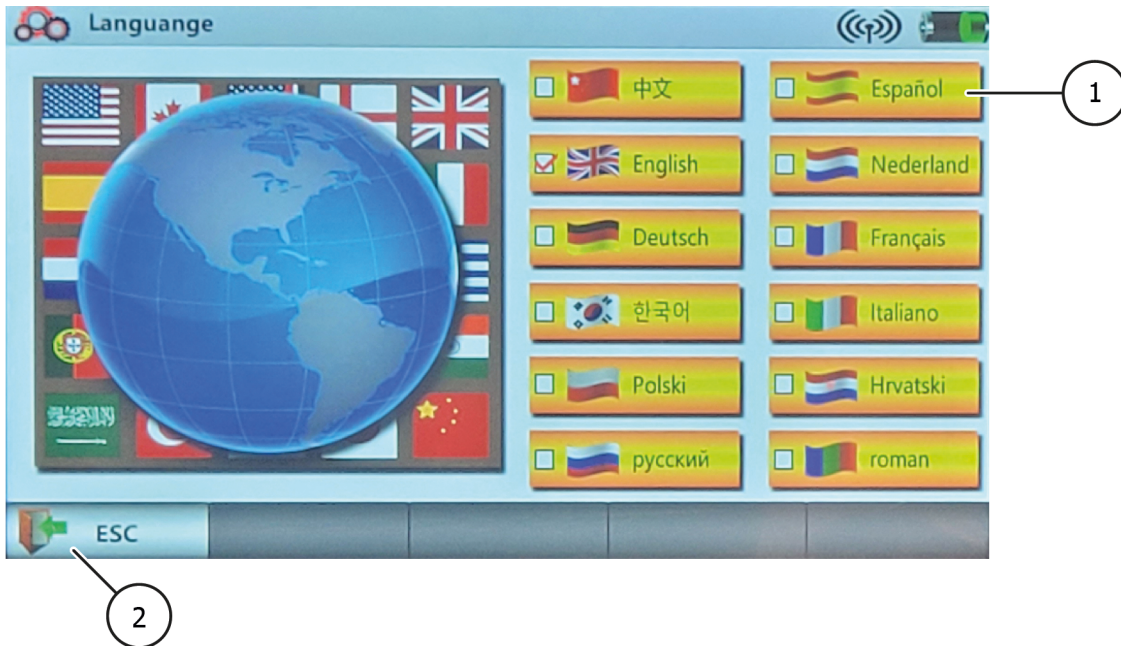 Languange
中文
Español
1
English
Nederland
Deutsch
Français
한국어
Italiano
Polski
Hrvatski
русский
roman
ESC
2